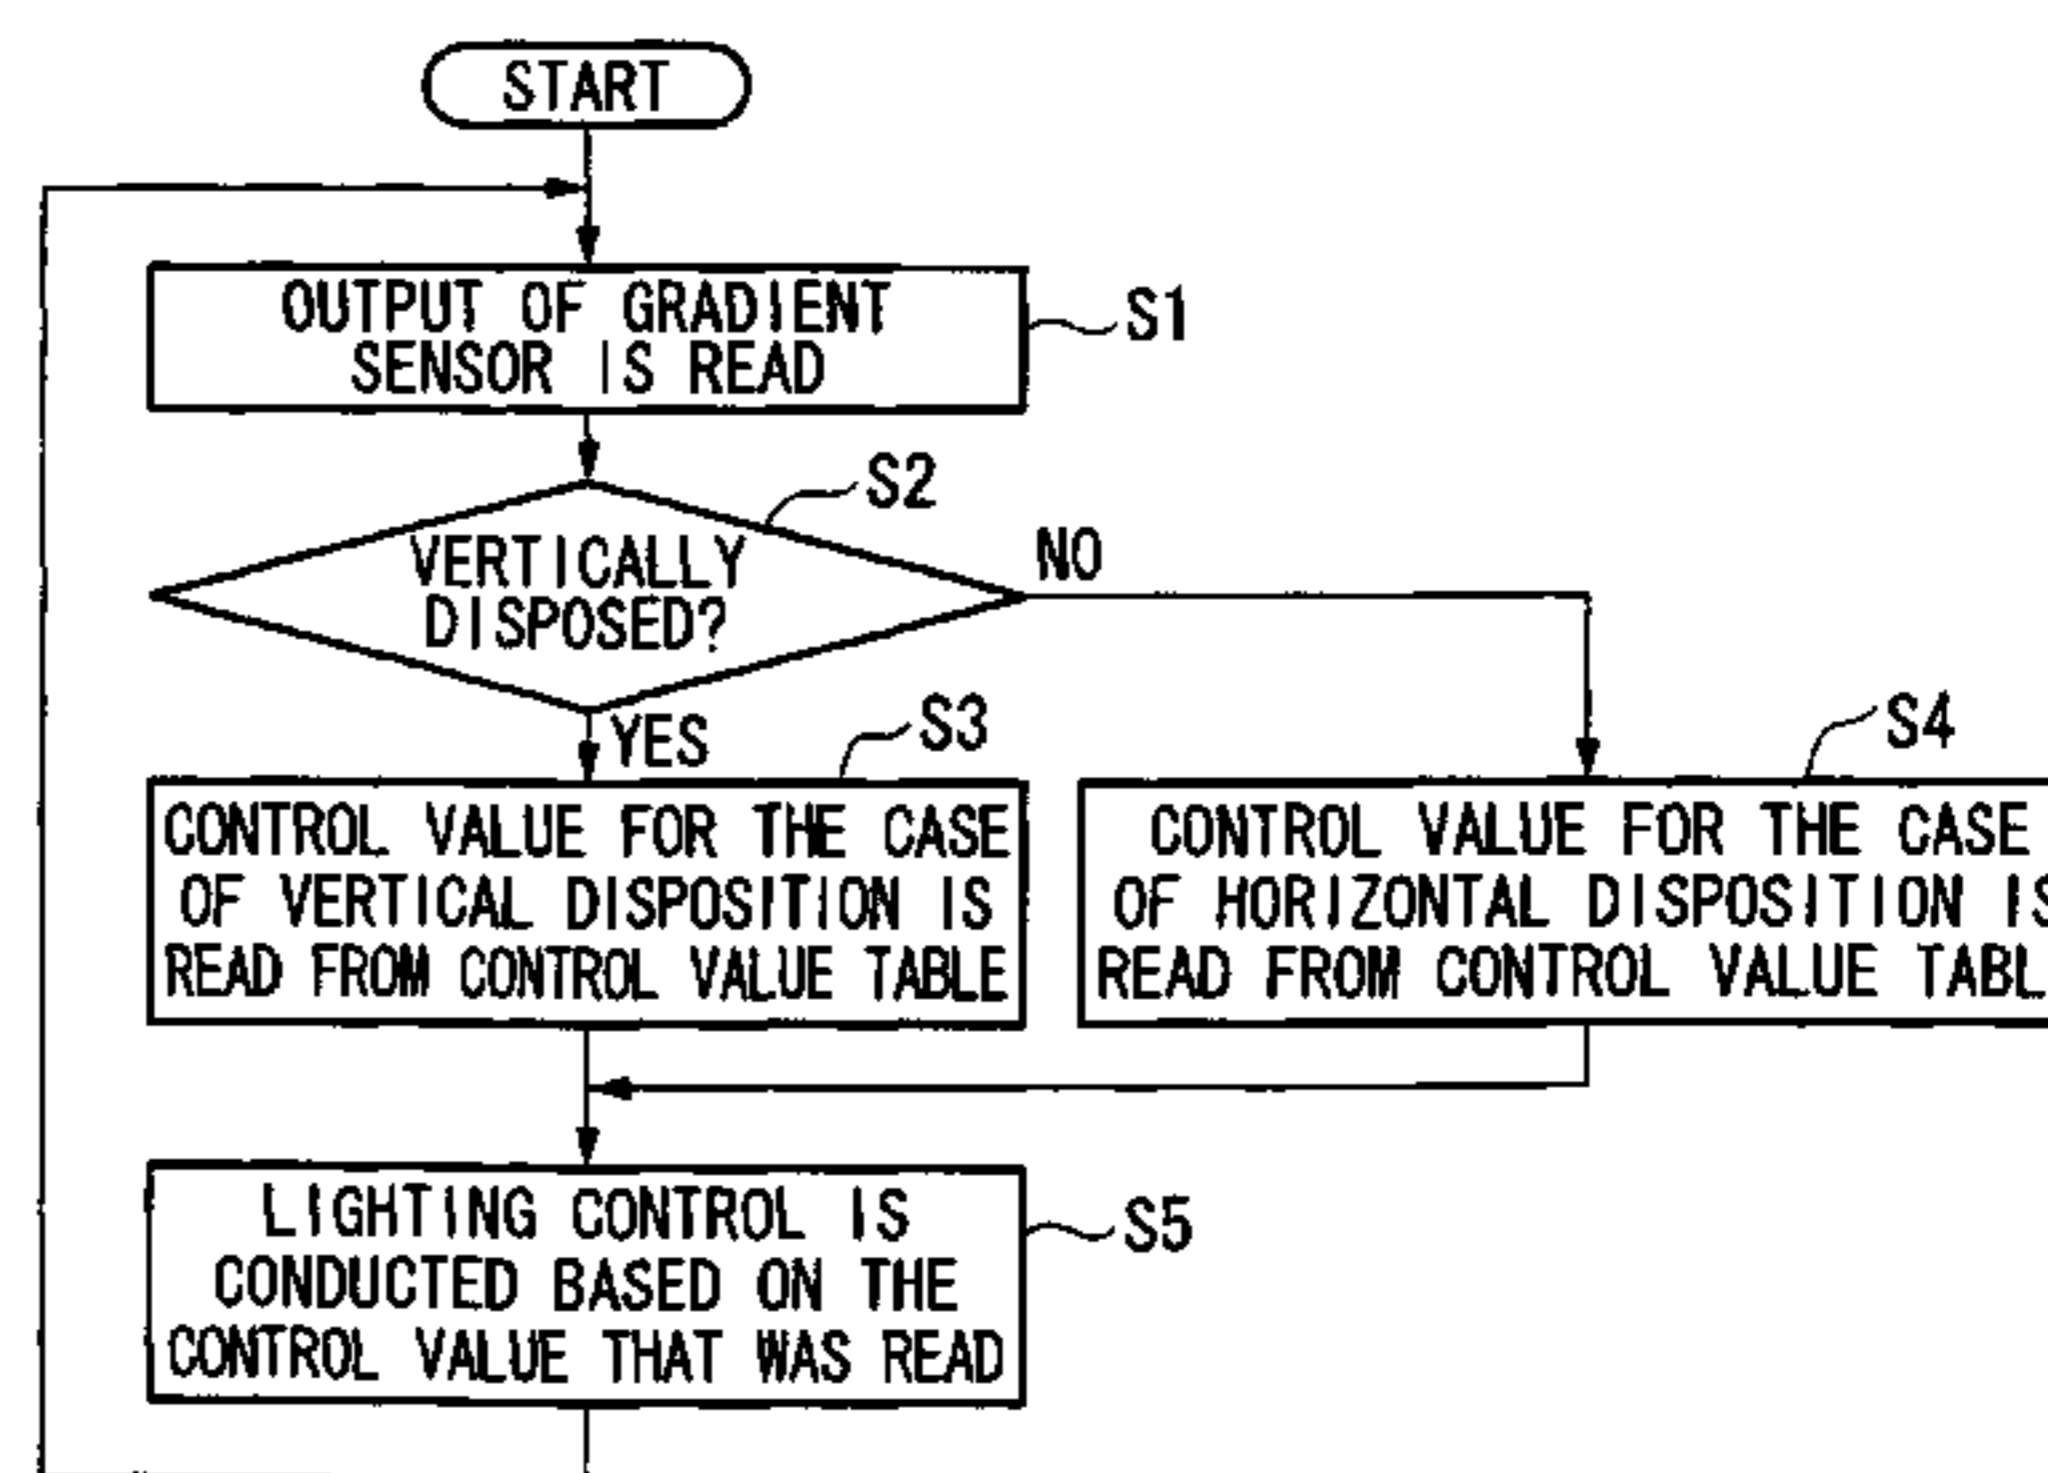 START
OUTPUT OF GRADIENT
SENSOR IS READ
S1
S2
VERTICALLY
DISPOSED?
NO
YES
S3
CONTROL VALUE FOR THE CASE
OF VERTICAL DISPOSITION IS
READ FROM CONTROL VALUE TABLE
S4
CONTROL VALUE FOR THE CASE
OF HORIZONTAL DISPOSITION IS
READ FROM CONTROL VALUE TABL
LIGHTING CONTROL IS
CONDUCTED BASED ON THE
CONTROL VALUE THAT WAS READ
S5